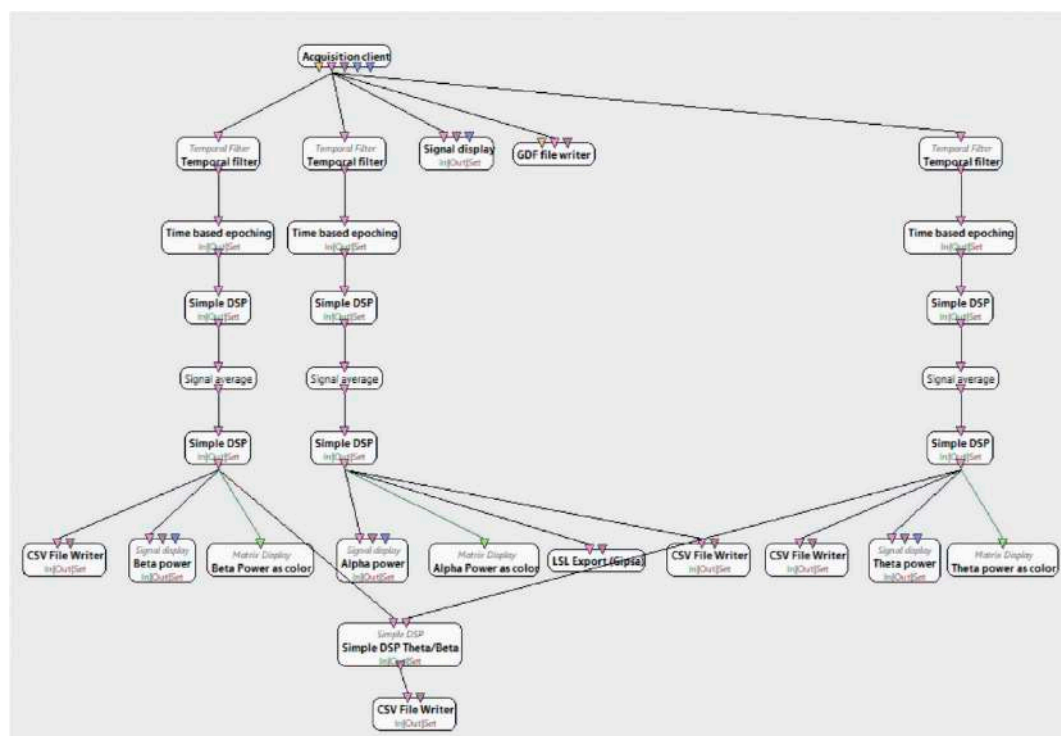 Acquisition client
Temporal Filter
Temporal filter
Temporal Filter
Temporal filter
Signal display
In|Out|Set
GDF file writer
Temporal Filter
Temporal filter
Time based epoching
In|Out|Set
Time based epoching
In|Out|Set
Time based epoching
In|Out|Set
Simple DSP
In|Out|Set
Simple DSP
In|Out|Set
Simple DSP
In|Out|Set
Signal average
Signal average
Signal average
Simple DSP
In|Out|Set
Simple DSP
In|Out|Set
Simple DSP
In|Out|Set
CSV File Writer
In|Out|Set
Signal display
Beta power
In|Out|Set
Matrix Display
Beta Power as color
Signal display
Alpha power
In|Out|Set
Matrix Display
Alpha Power as color
LSL Export (Gipsa)
CSV File Writer
In|Out|Set
CSV File Writer
In|Out|Set
Signal display
Theta power
In|Out|Set
Matrix Display
Theta power as color
Simple DSP
Simple DSP Theta/Beta
In|Out|Set
CSV File Writer
In|Out|Set